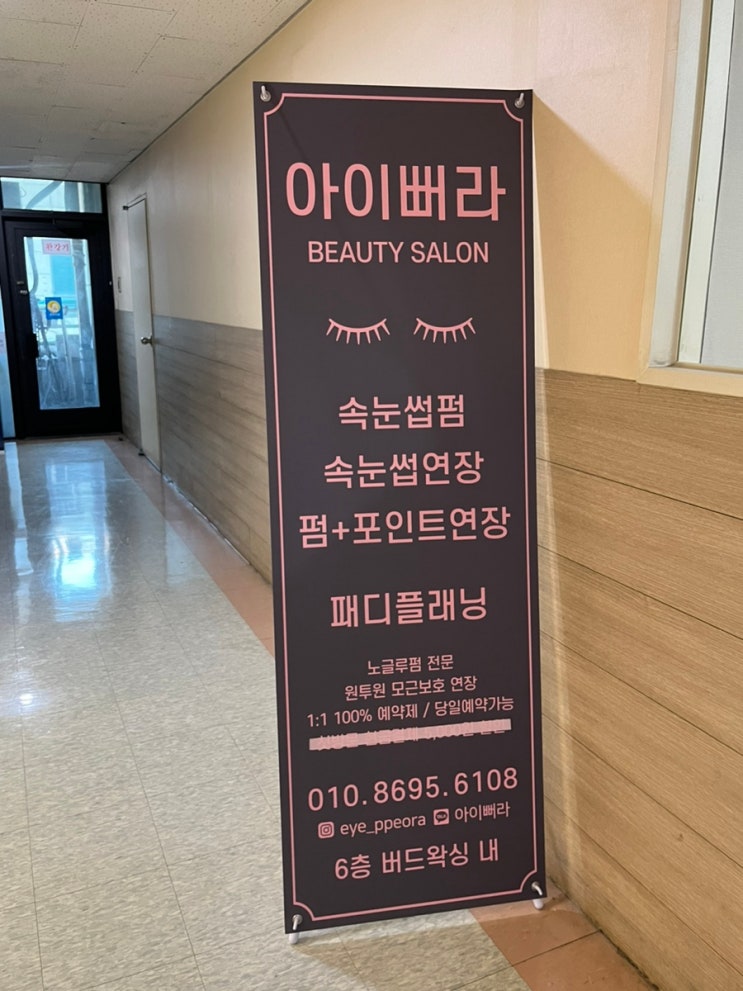 아이뻐라
BEAUTY SALON
속눈썹펌
속눈썹연장
펌+포인트연장
패디플래닝
노글루펌 전문
원투원 모근보호 연장
1:1 100% 예약제 / 당일예약가능
010.8695.6108
eye_ppeora 아이뻐라
6층 버드왁싱 내